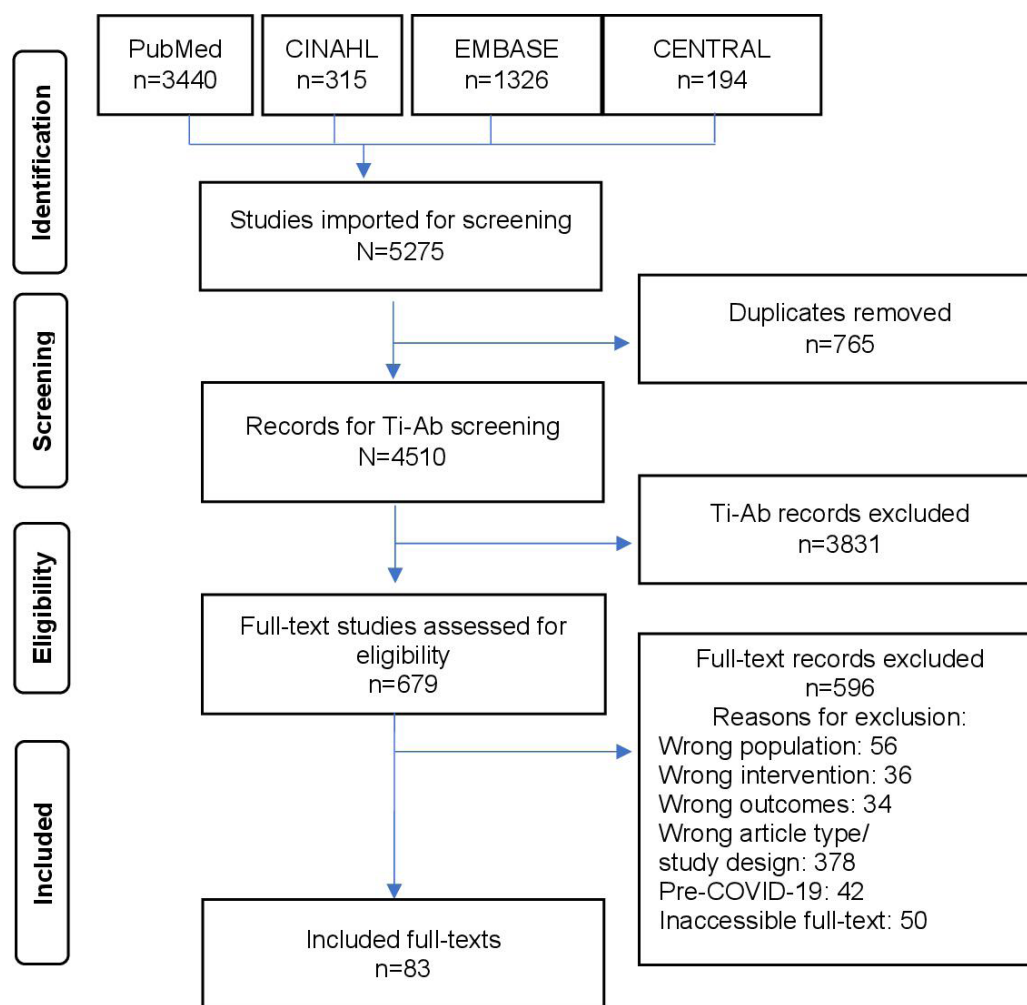 PubMed
n=3440
CINAHL
n=315
EMBASE
n=1326
CENTRAL
n=194
Identification
Studies imported for screening
N=5275
Duplicates removed
n=765
Screening
Records for Ti-Ab screening
N=4510
Ti-Ab records excluded
n=3831
Eligibility
Full-text studies assessed for
eligibility
n=679
Full-text records excluded
n=596
Reasons for exclusion:
Wrong population: 56
Wrong intervention: 36
Wrong outcomes: 34
Wrong article type/
study design: 378
Pre-COVID-19: 42
Inaccessible full-text: 50
Included
Included full-texts
n=83